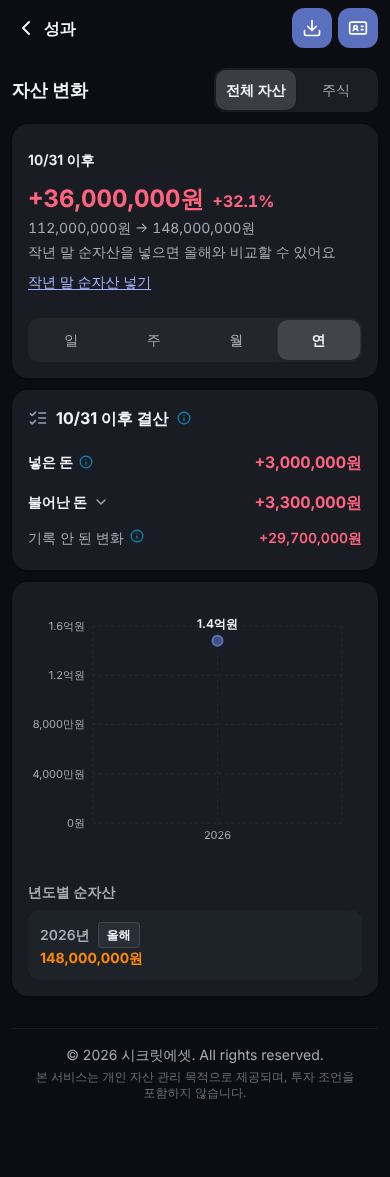 성과
자산 변화
전체 자산
주식
10/31 이후
+36,000,000원 +32.1%
112,000,000원 → 148,000,000원
작년 말 순자산을 넣으면 올해와 비교할 수 있어요
작년 말 순자산 넣기
일
주
월
연
10/31 이후 결산
넣은 돈
+3,000,000원
불어난 돈
+3,300,000원
기록 안 된 변화
+29,700,000원
1.4억원
1.6억원
1.2억원
8,000만원
4,000만원
0원
2026
년도별 순자산
2026년 올해
148,000,000원
© 2026 시크릿에셋. All rights reserved.
본 서비스는 개인 자산 관리 목적으로 제공되며, 투자 조언을
포함하지 않습니다.